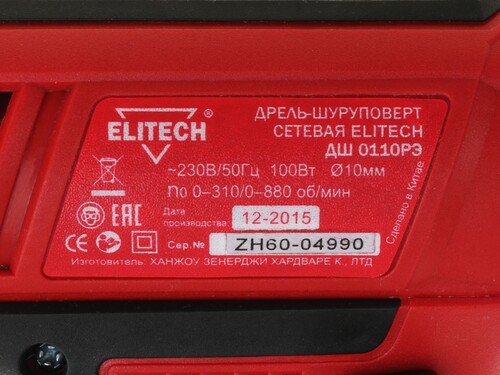 ELITECH®
ДРЕЛЬ-ШУРУПОВЕРТ
СЕТЕВАЯ ELITECH
ДШ 0110РЭ
~230В/50Гц 100Вт Ø10мм
По 0–310/0–880 об/мин
EAC
Дата
производства
12-2015
CE
Сер.№
ZH60-04990
Изготовитель: ХАНЖОУ ЗЕНЕРДЖИ ХАРДВАРЕ К., ЛТД
Сделано в Китае